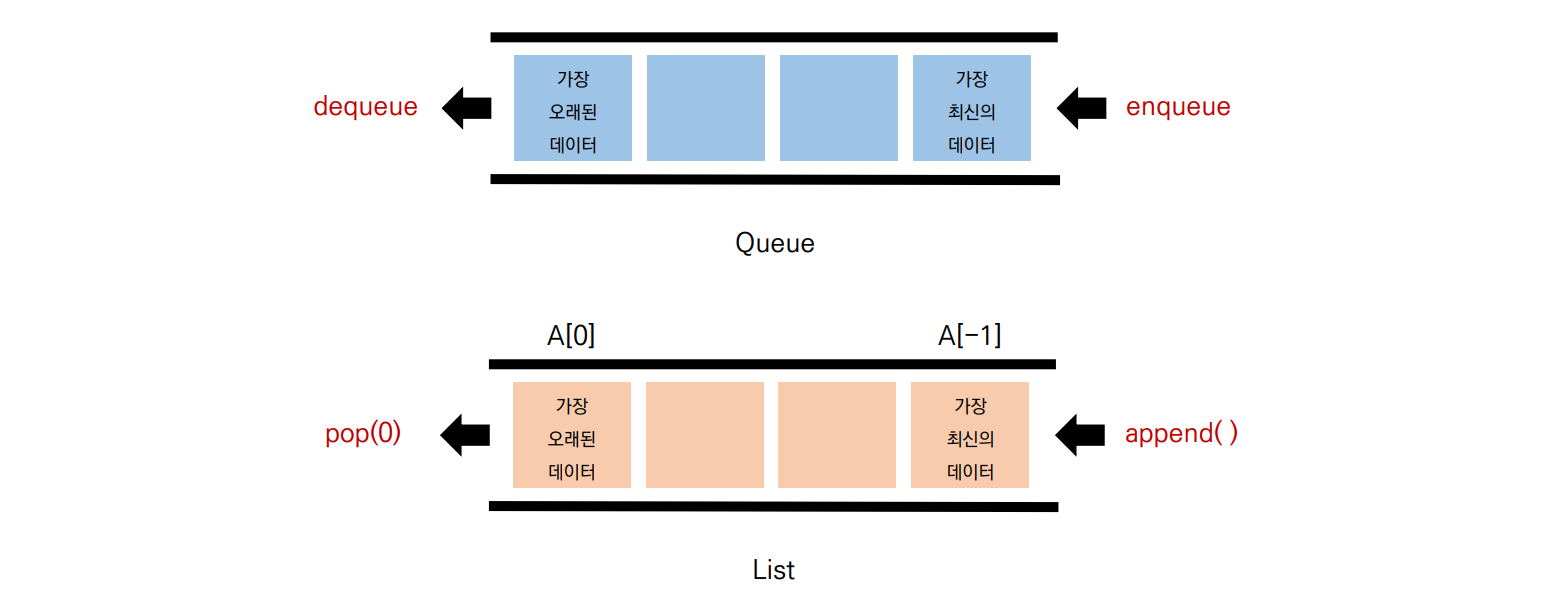 가장
오래된
데이터
가장
최신의
데이터
dequeue
enqueue
Queue
A[0]
A[-1]
가장
오래된
데이터
가장
최신의
데이터
pop(0)
append( )
List